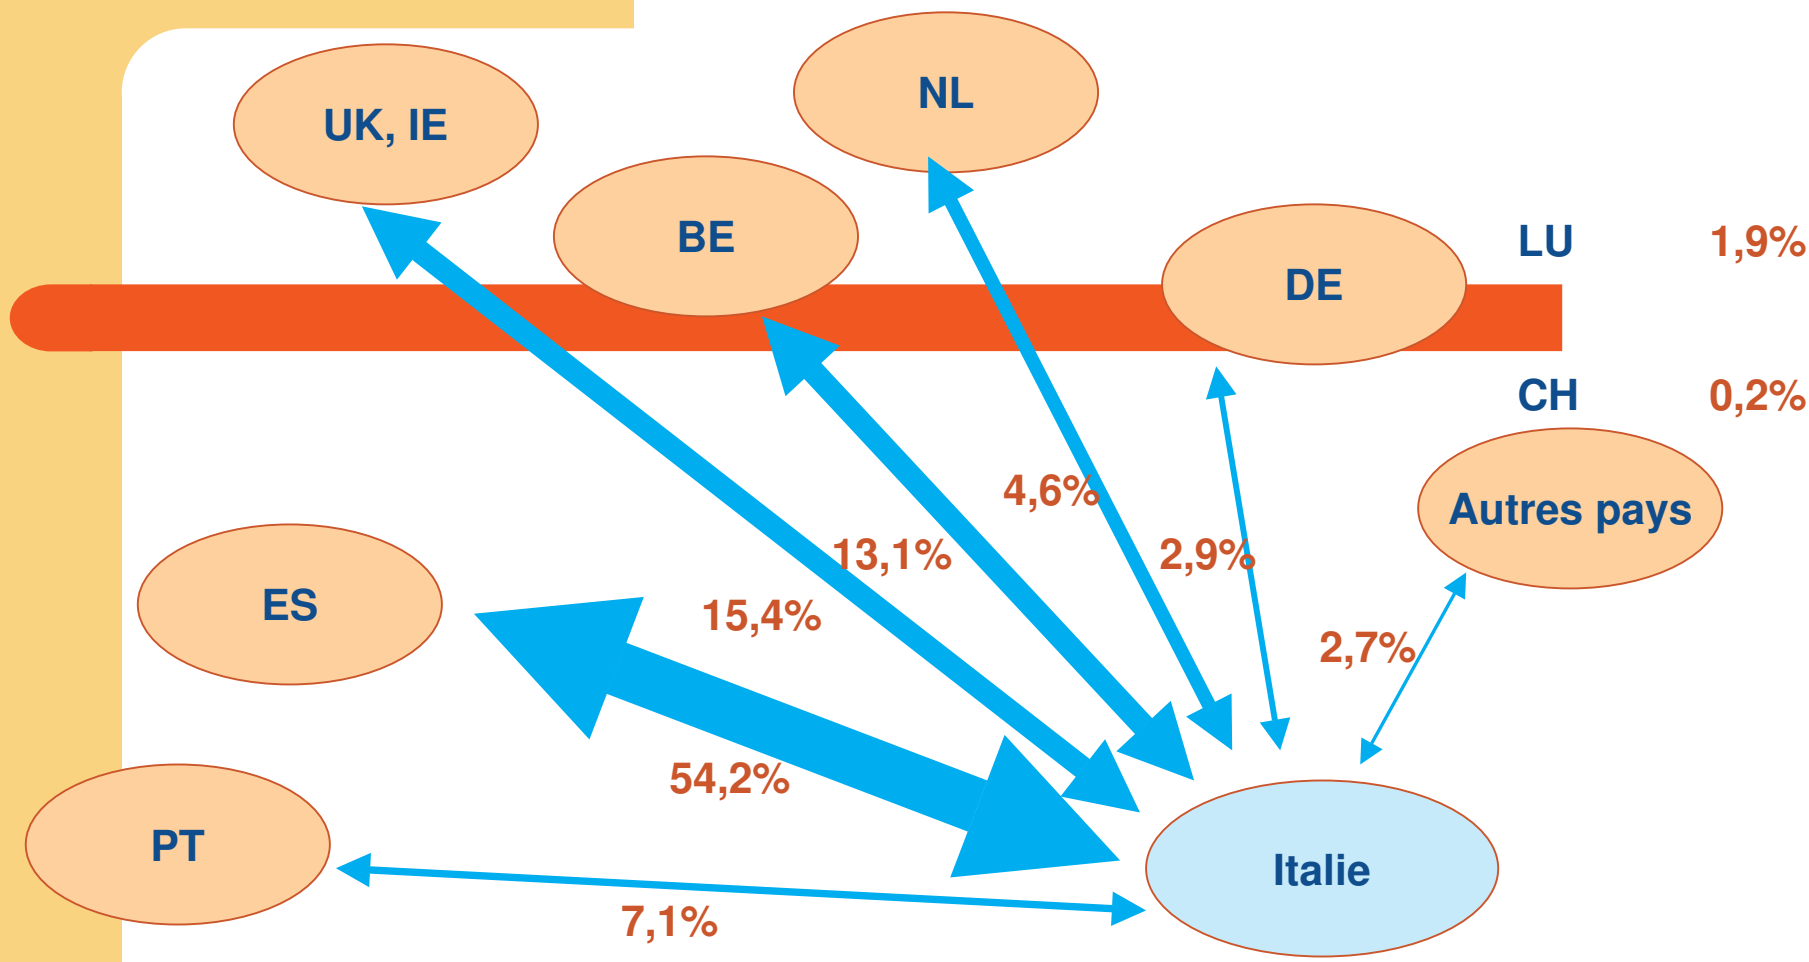 NL
UK, IE
BE
LU 1,9%
DE
CH 0,2%
4,6%
Autres pays
13,1%
2,9%
ES
15,4%
2,7%
54,2%
PT
Italie
7,1%